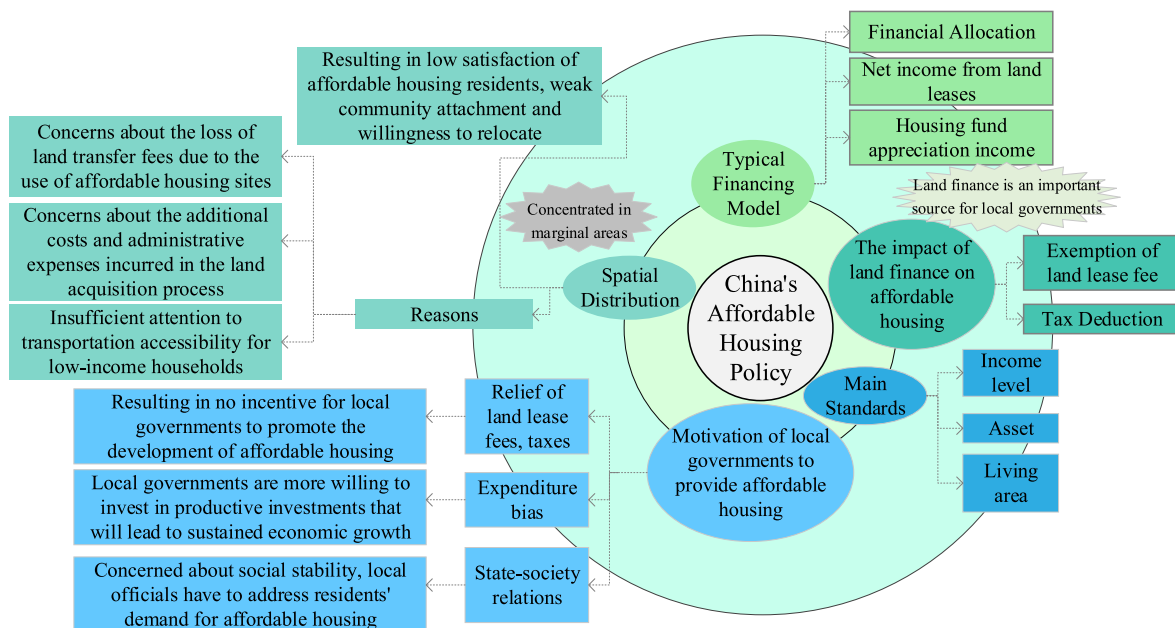 Financial Allocation
Net income from land
leases
Housing fund
appreciation income
Typical
Financing
Model
Land finance is an important
source for local governments
Resulting in low satisfaction of
affordable housing residents, weak
community attachment and
willingness to relocate
Concerns about the loss of
land transfer fees due to the
use of affordable housing sites
Concerns about the additional
costs and administrative
expenses incurred in the land
acquisition process
Insufficient attention to
transportation accessibility for
low-income households
Reasons
Concentrated in
marginal areas
Spatial
Distribution
China's
Affordable
Housing
Policy
The impact of
land finance on
affordable
housing
Exemption of
land lease fee
Tax Deduction
Main
Standards
Income
level
Asset
Living
area
Motivation of local
governments to
provide affordable
housing
Relief of
land lease
fees, taxes
Expenditure
bias
State-society
relations
Resulting in no incentive for local
governments to promote the
development of affordable housing
Local governments are more willing to
invest in productive investments that
will lead to sustained economic growth
Concerned about social stability, local
officials have to address residents'
demand for affordable housing